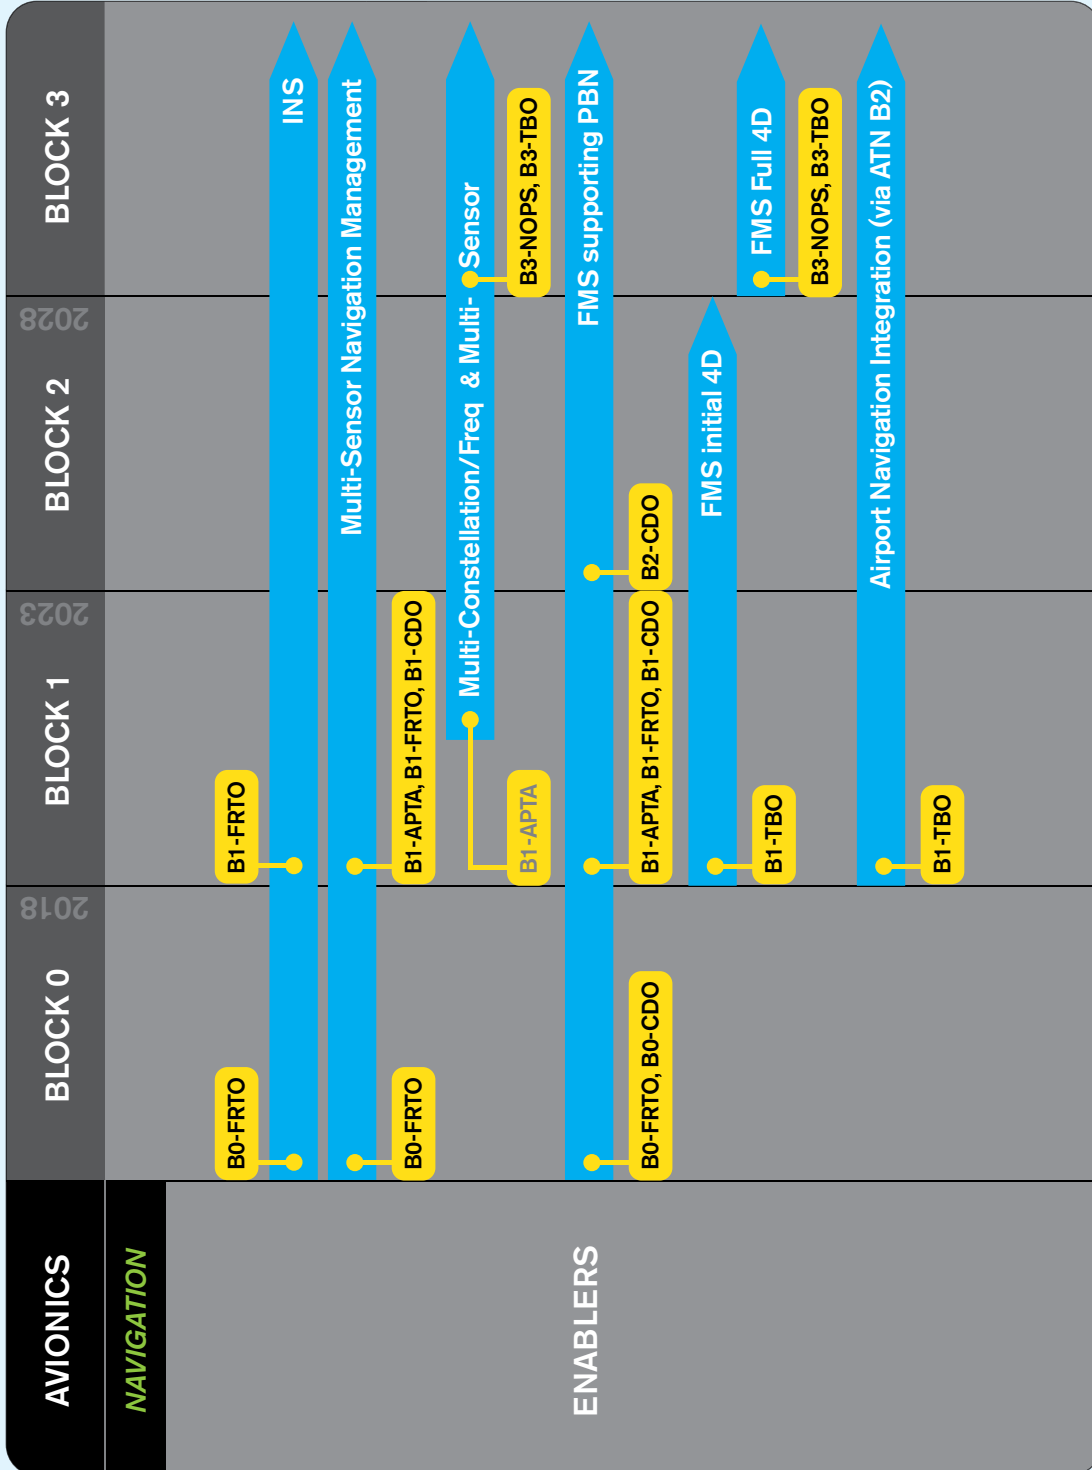 AVIONICS
BLOCK 0
2018
BLOCK 1
2023
BLOCK 2
2028
BLOCK 3
NAVIGATION
ENABLERS
B0-FRTO
B1-FRTO
INS
Multi-Sensor Navigation Management
B0-FRTO
B1-APTA, B1-FRTO, B1-CDO
Multi-Constellation/Freq & Multi- Sensor
B1-APTA
B3-NOPS, B3-TBO
FMS supporting PBN
B0-FRTO, B0-CDO
B1-APTA, B1-FRTO, B1-CDO
B2-CDO
FMS initial 4D
B1-TBO
FMS Full 4D
B3-NOPS, B3-TBO
Airport Navigation Integration (via ATN B2)
B1-TBO